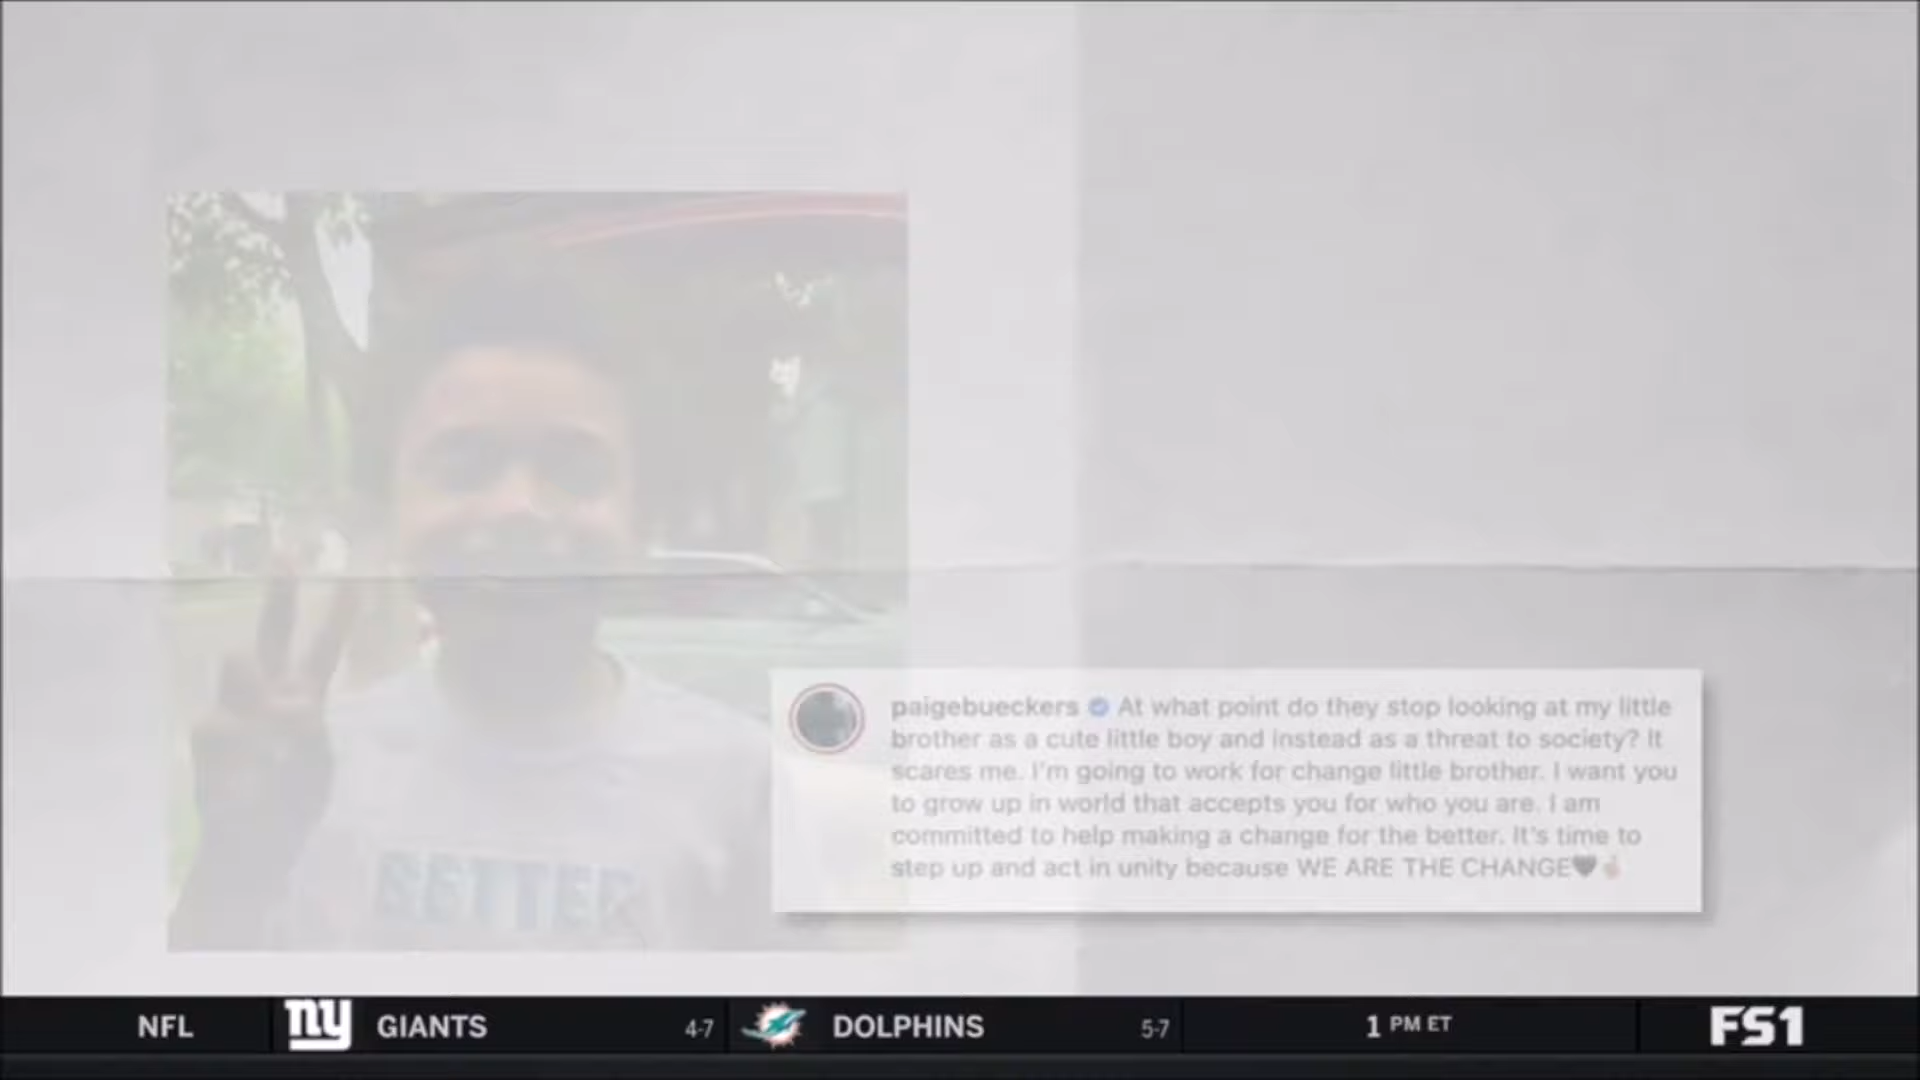 BETTER
paigebueckers At what point do they stop looking at my little
brother as a cute little boy and instead as a threat to society? It
scares me. I'm going to work for change little brother. I want you
to grow up in world that accepts you for who you are. I am
committed to help making a change for the better. It's time to
step up and act in unity because WE ARE THE CHANGE🖤✌🏽
NFL ny GIANTS 4-7 DOLPHINS 5-7 1 PM ET FS1